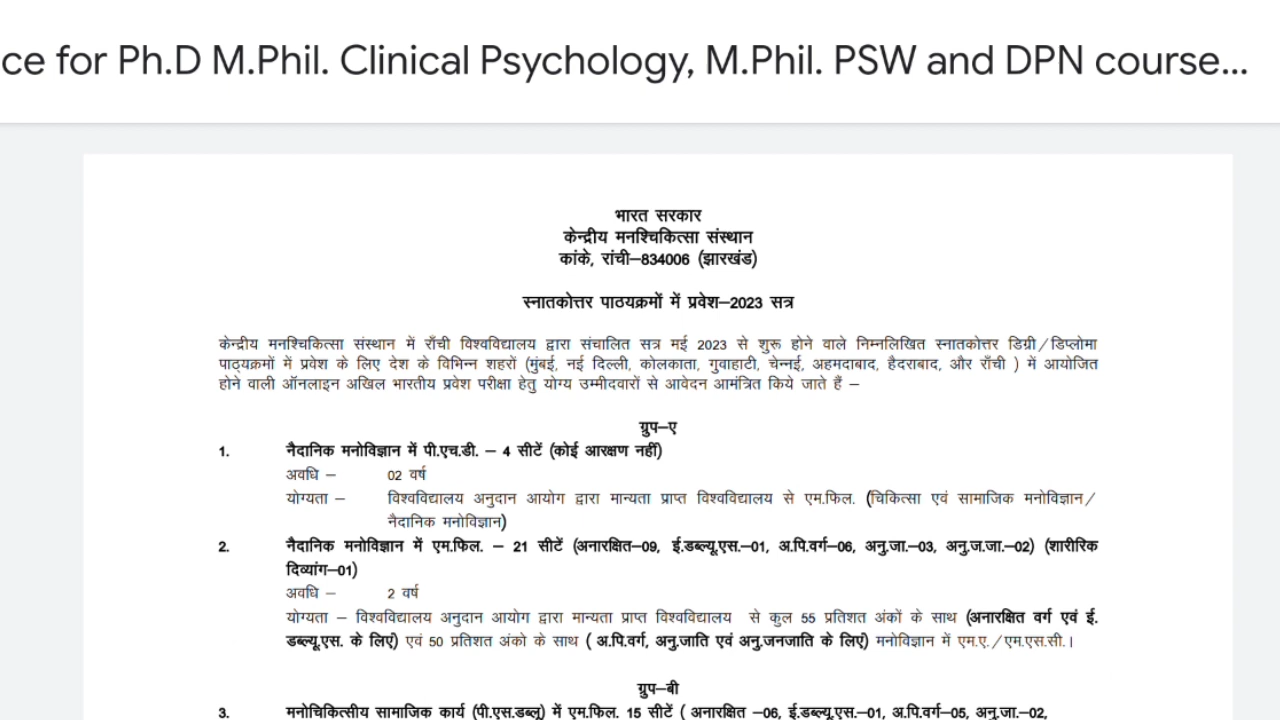 ce for Ph.D M.Phil. Clinical Psychology, M.Phil. PSW and DPN course...
भारत सरकार
केन्द्रीय मनश्चिकित्सा संस्थान
कांके, रांची–834006 (झारखंड)
स्नातकोत्तर पाठयक्रमों में प्रवेश–2023 सत्र
केन्द्रीय मनश्चिकित्सा संस्थान में राँची विश्वविद्यालय द्वारा संचालित सत्र मई 2023 से शुरू होने वाले निम्नलिखित स्नातकोत्तर डिग्री/डिप्लोमा
पाठ्यक्रमों में प्रवेश के लिए देश के विभिन्न शहरों (मुंबई, नई दिल्ली, कोलकाता, गुवाहाटी, चेन्नई, अहमदाबाद, हैदराबाद, और राँची ) में आयोजित
होने वाली ऑनलाइन अखिल भारतीय प्रवेश परीक्षा हेतु योग्य उम्मीदवारों से आवेदन आमंत्रित किये जाते हैं –
ग्रुप–ए
1. नैदानिक मनोविज्ञान में पी.एच.डी. – 4 सीटें (कोई आरक्षण नहीं)
अवधि – 02 वर्ष
योग्यता – विश्वविद्यालय अनुदान आयोग द्वारा मान्यता प्राप्त विश्वविद्यालय से एम.फिल. (चिकित्सा एवं सामाजिक मनोविज्ञान/
नैदानिक मनोविज्ञान)
2. नैदानिक मनोविज्ञान में एम.फिल. – 21 सीटें (अनारक्षित–09, ई.डब्ल्यू.एस.–01, अ.पि.वर्ग–06, अनु.जा.–03, अनु.ज.जा.–02) (शारीरिक
दिव्यांग–01)
अवधि – 2 वर्ष
योग्यता – विश्वविद्यालय अनुदान आयोग द्वारा मान्यता प्राप्त विश्वविद्यालय से कुल 55 प्रतिशत अंकों के साथ (अनारक्षित वर्ग एवं ई.
डब्ल्यू.एस. के लिएं) एवं 50 प्रतिशत अंको के साथ ( अ.पि.वर्ग, अनु.जाति एवं अनु.जनजाति के लिए) मनोविज्ञान में एम.ए./एम.एस.सी.।
ग्रुप–बी
3. मनोचिकित्सीय सामाजिक कार्य (पी.एस.डब्लू) में एम.फिल. 15 सीटें ( अनारक्षित –06, ई.डब्ल्यू.एस.–01, अ.पि.वर्ग–05, अनु.जा.–02,